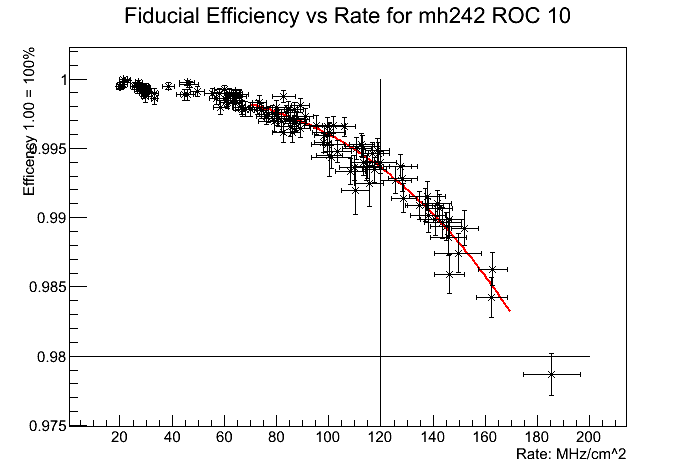 Fiducial Efficiency vs Rate for mh242 ROC 10
Efficency 1.00 = 100%
1
0.995
0.99
0.985
0.98
0.975
20 40 60 80 100 120 140 160 180 200
Rate: MHz/cm^2